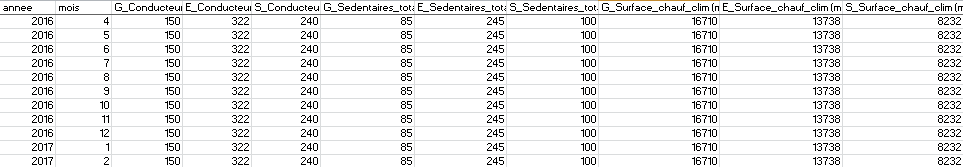 annee mois G_Conducteur E_Conducteur S_Conducteu G_Sedentaires_tota E_Sedentaires_tota S_Sedentaires_tota G_Surface_chauf_clim (m E_Surface_chauf_clim (m S_Surface_chauf_clim (m
2016 4 150 322 240 85 245 100 16710 13738 8232
2016 5 150 322 240 85 245 100 16710 13738 8232
2016 6 150 322 240 85 245 100 16710 13738 8232
2016 7 150 322 240 85 245 100 16710 13738 8232
2016 8 150 322 240 85 245 100 16710 13738 8232
2016 9 150 322 240 85 245 100 16710 13738 8232
2016 10 150 322 240 85 245 100 16710 13738 8232
2016 11 150 322 240 85 245 100 16710 13738 8232
2016 12 150 322 240 85 245 100 16710 13738 8232
2017 1 150 322 240 85 245 100 16710 13738 8232
2017 2 150 322 240 85 245 100 16710 13738 8232